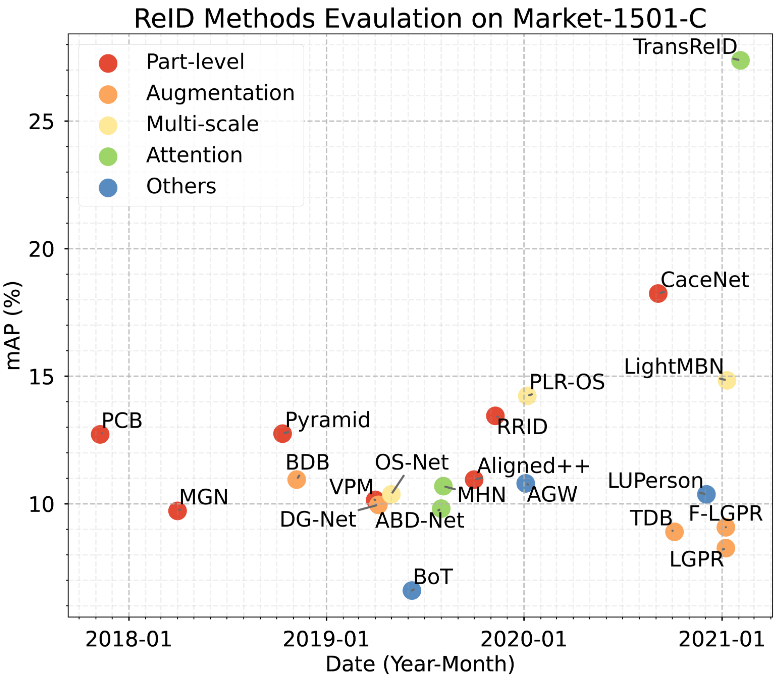 ReID Methods Evaulation on Market-1501-C
Part-level
Augmentation
Multi-scale
Attention
Others
TransReID
CaceNet
LightMBN
PLR-OS
RRID
PCB
Pyramid
BDB
OS-Net
Aligned++
MGN
VPM
MHN
AGW
LUPerson
DG-Net
ABD-Net
TDB
F-LGPR
LGPR
BoT
25
20
15
10
mAP (%)
2018-01
2019-01
2020-01
2021-01
Date (Year-Month)